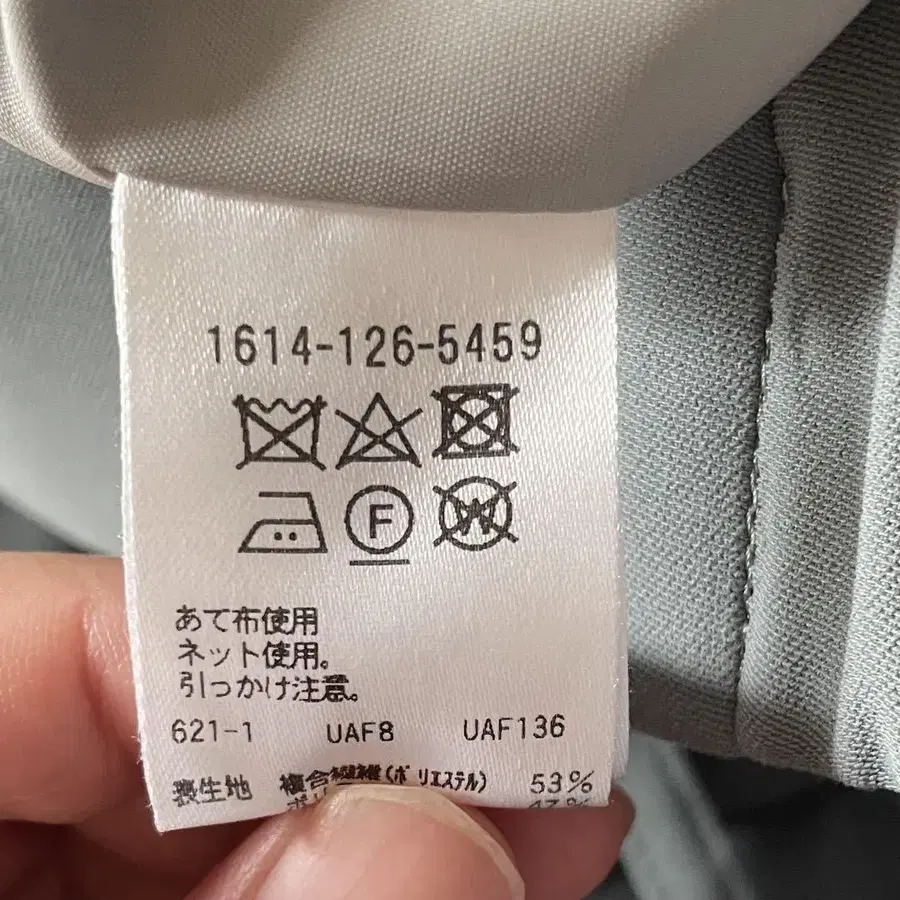 1614-126-5459
F
W
あて布使用
ネット使用。
引っかけ注意。
621-1 UAF8 UAF136
表生地 複合繊維(ポリエステル) 53%
47%